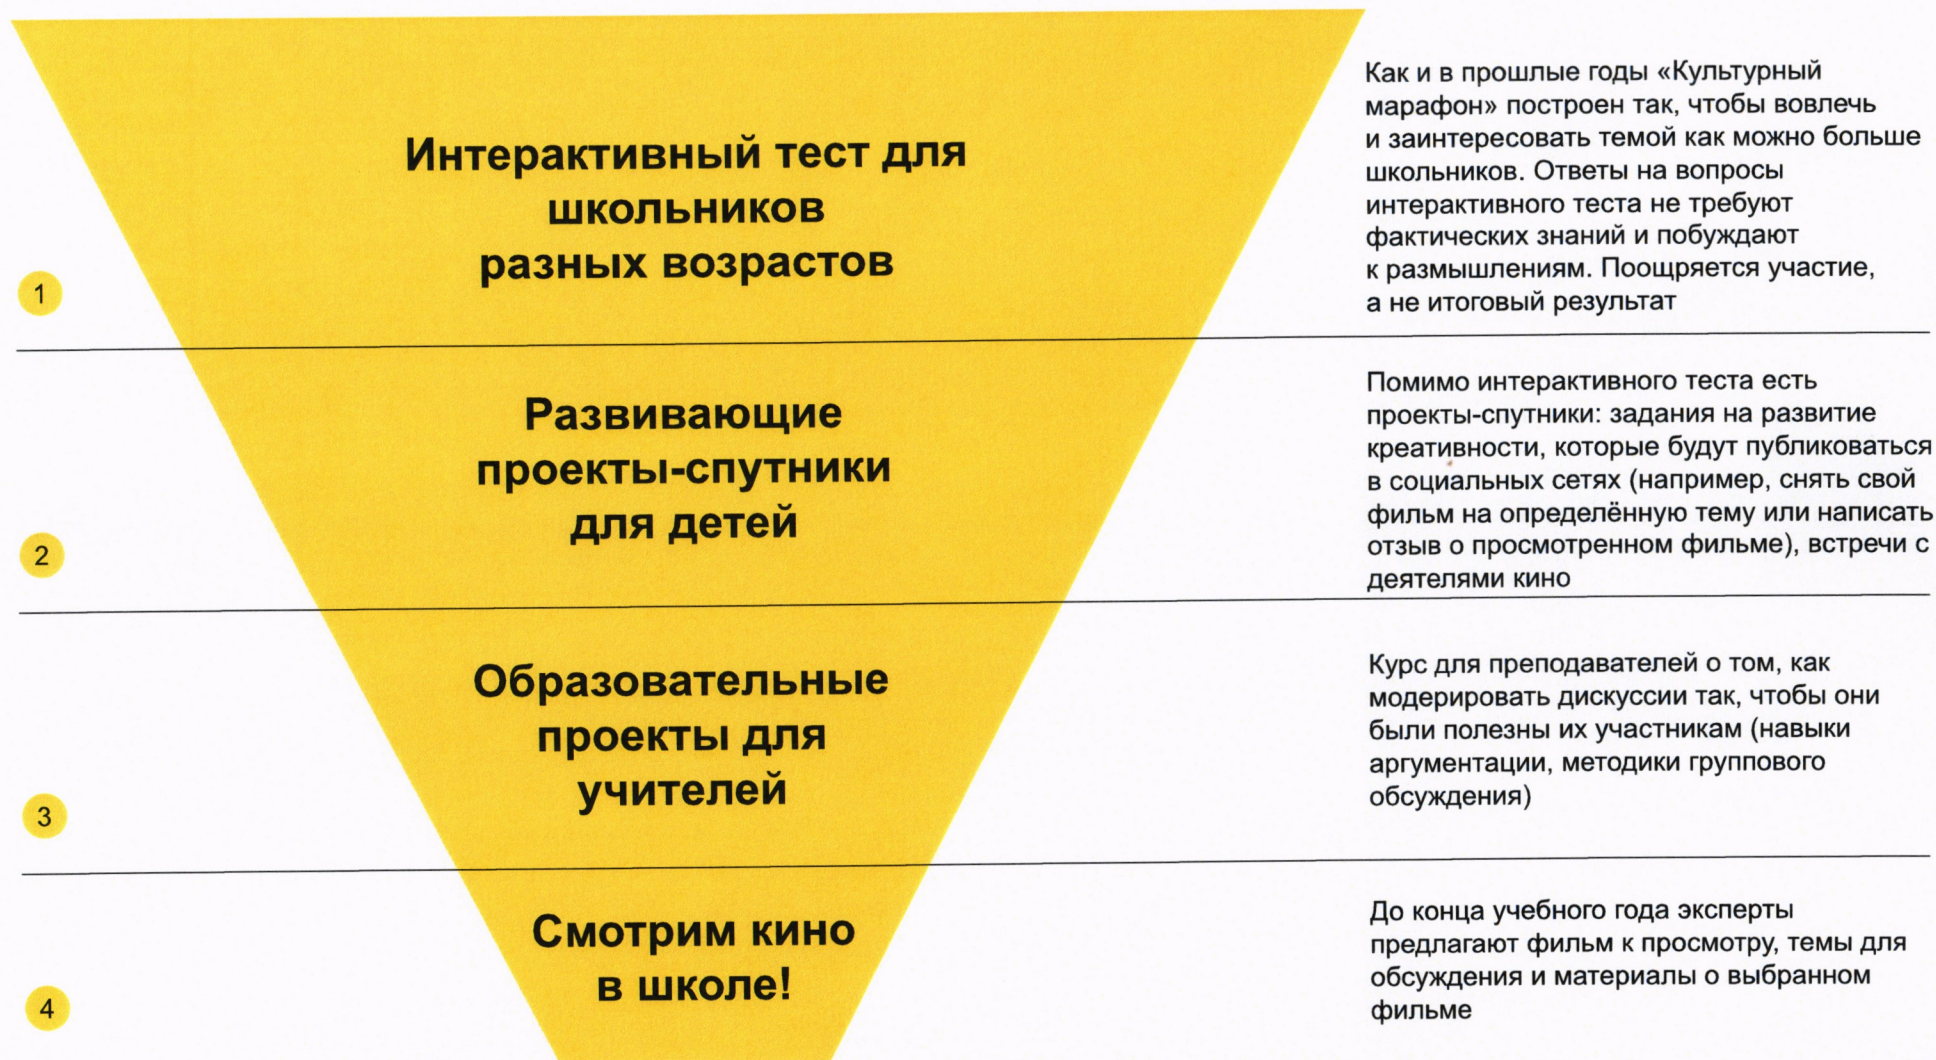 Интерактивный тест для
школьников
разных возрастов
1
Как и в прошлые годы «Культурный
марафон» построен так, чтобы вовлечь
и заинтересовать темой как можно больше
школьников. Ответы на вопросы
интерактивного теста не требуют
фактических знаний и побуждают
к размышлениям. Поощряется участие,
а не итоговый результат
Развивающие
проекты-спутники
для детей
2
Помимо интерактивного теста есть
проекты-спутники: задания на развитие
креативности, которые будут публиковаться
в социальных сетях (например, снять свой
фильм на определённую тему или написать
отзыв о просмотренном фильме), встречи с
деятелями кино
Образовательные
проекты для
учителей
3
Курс для преподавателей о том, как
модерировать дискуссии так, чтобы они
были полезны их участникам (навыки
аргументации, методики группового
обсуждения)
Смотрим кино
в школе!
4
До конца учебного года эксперты
предлагают фильм к просмотру, темы для
обсуждения и материалы о выбранном
фильме